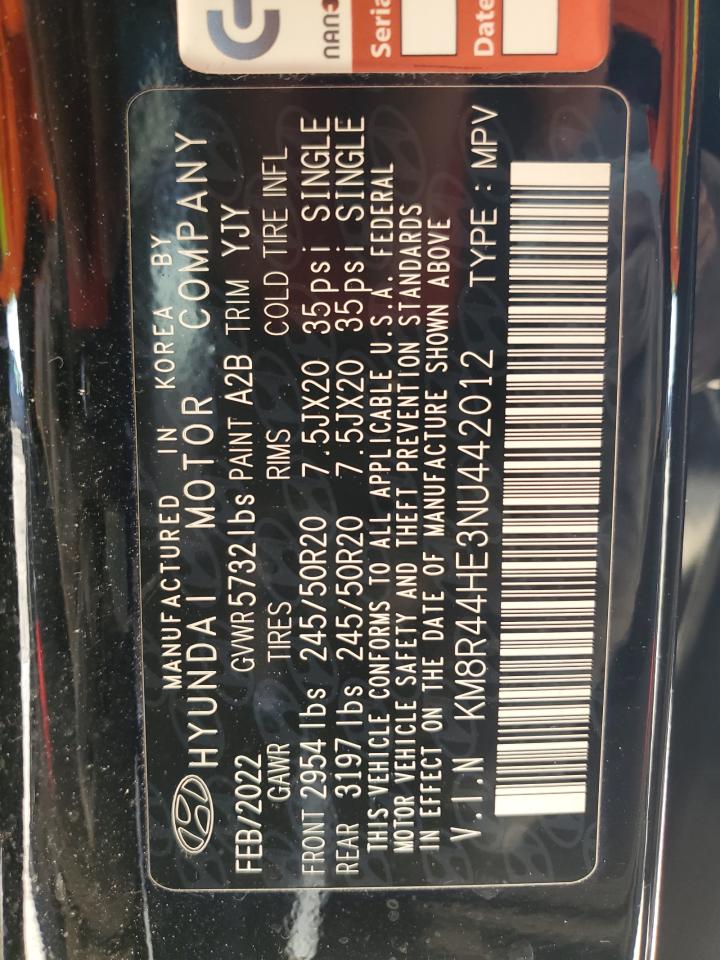 MANUFACTURED IN KOREA BY
HYUNDAI MOTOR COMPANY
FEB/2022 GVWR 5732 lbs PAINT A2B TRIM YJY
GAWR TIRES RIMS COLD TIRE INFL
FRONT 2954 lbs 245/50R20 7.5JX20 35psi SINGLE
REAR 3197 lbs 245/50R20 7.5JX20 35psi SINGLE
THIS VEHICLE CONFORMS TO ALL APPLICABLE U.S.A. FEDERAL
MOTOR VEHICLE SAFETY AND THEFT PREVENTION STANDARDS
IN EFFECT ON THE DATE OF MANUFACTURE SHOWN ABOVE
V.I.N KM8R44HE3NU442012 TYPE : MPV
Seria
Date